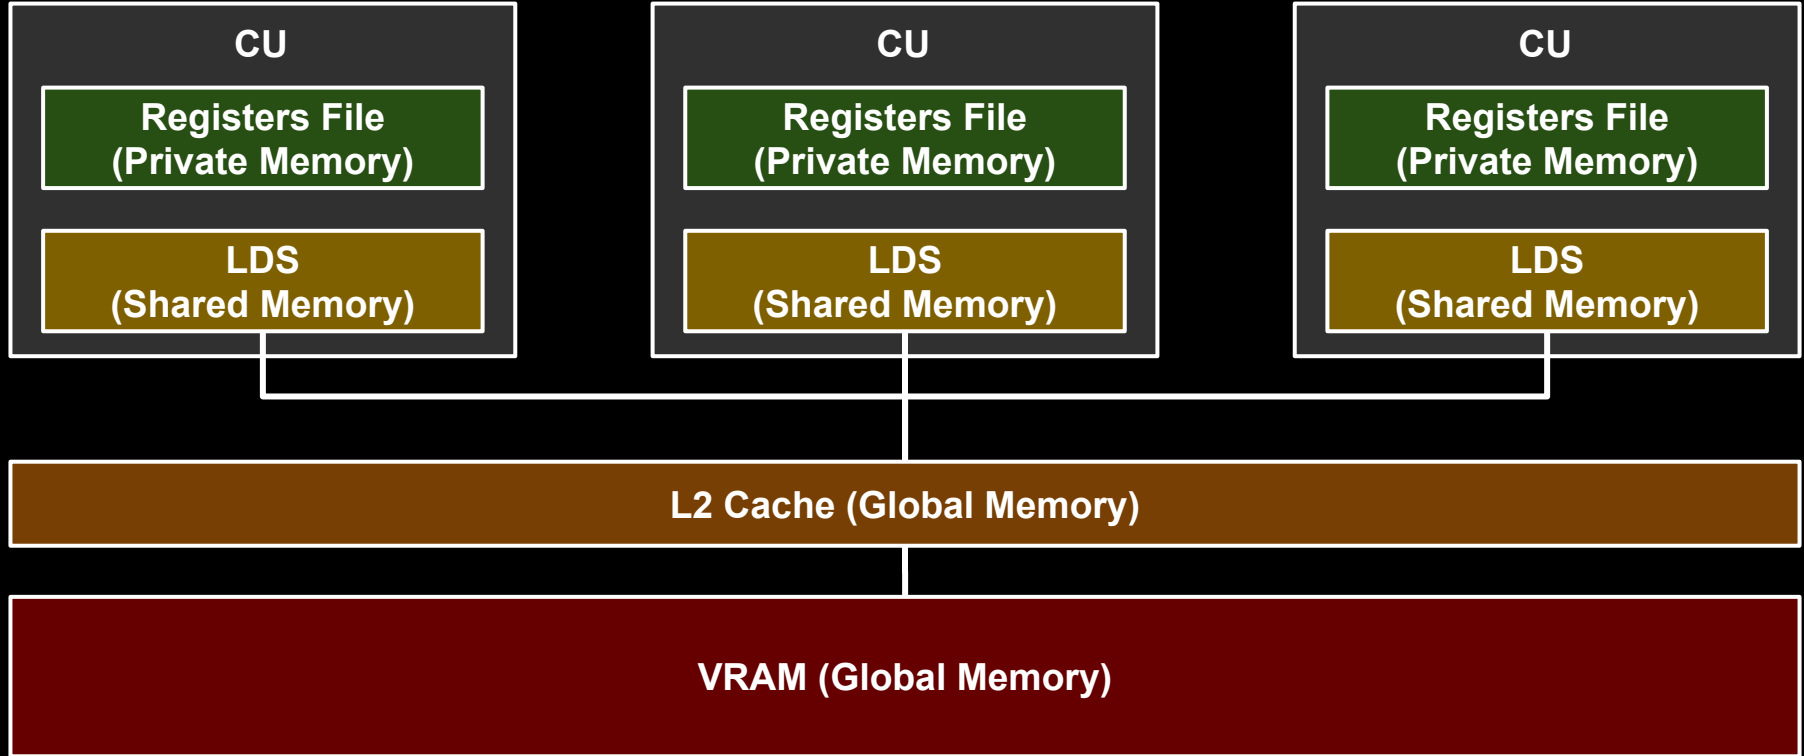 CU
Registers File
(Private Memory)
LDS
(Shared Memory)
CU
Registers File
(Private Memory)
LDS
(Shared Memory)
CU
Registers File
(Private Memory)
LDS
(Shared Memory)
L2 Cache (Global Memory)
VRAM (Global Memory)